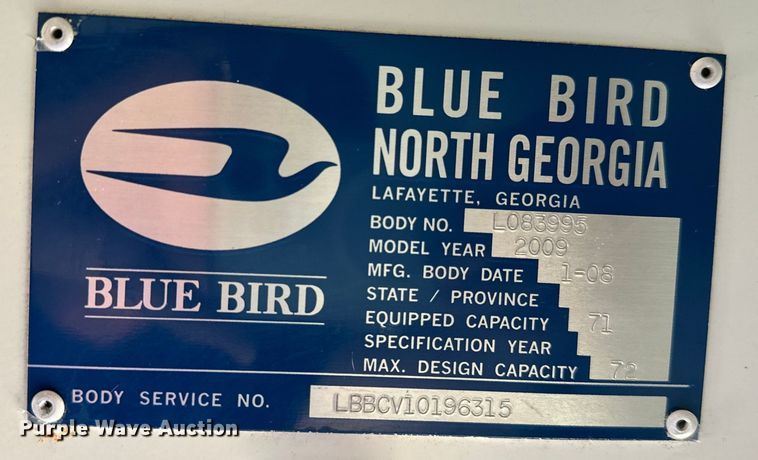 BLUE BIRD
BLUE BIRD
NORTH GEORGIA
LAFAYETTE, GEORGIA
BODY NO. L083995
MODEL YEAR 2009
MFG. BODY DATE 1-08
STATE / PROVINCE
EQUIPPED CAPACITY 71
SPECIFICATION YEAR
MAX. DESIGN CAPACITY 72
BODY SERVICE NO. LBBCV10196315
Purple Wave Auction